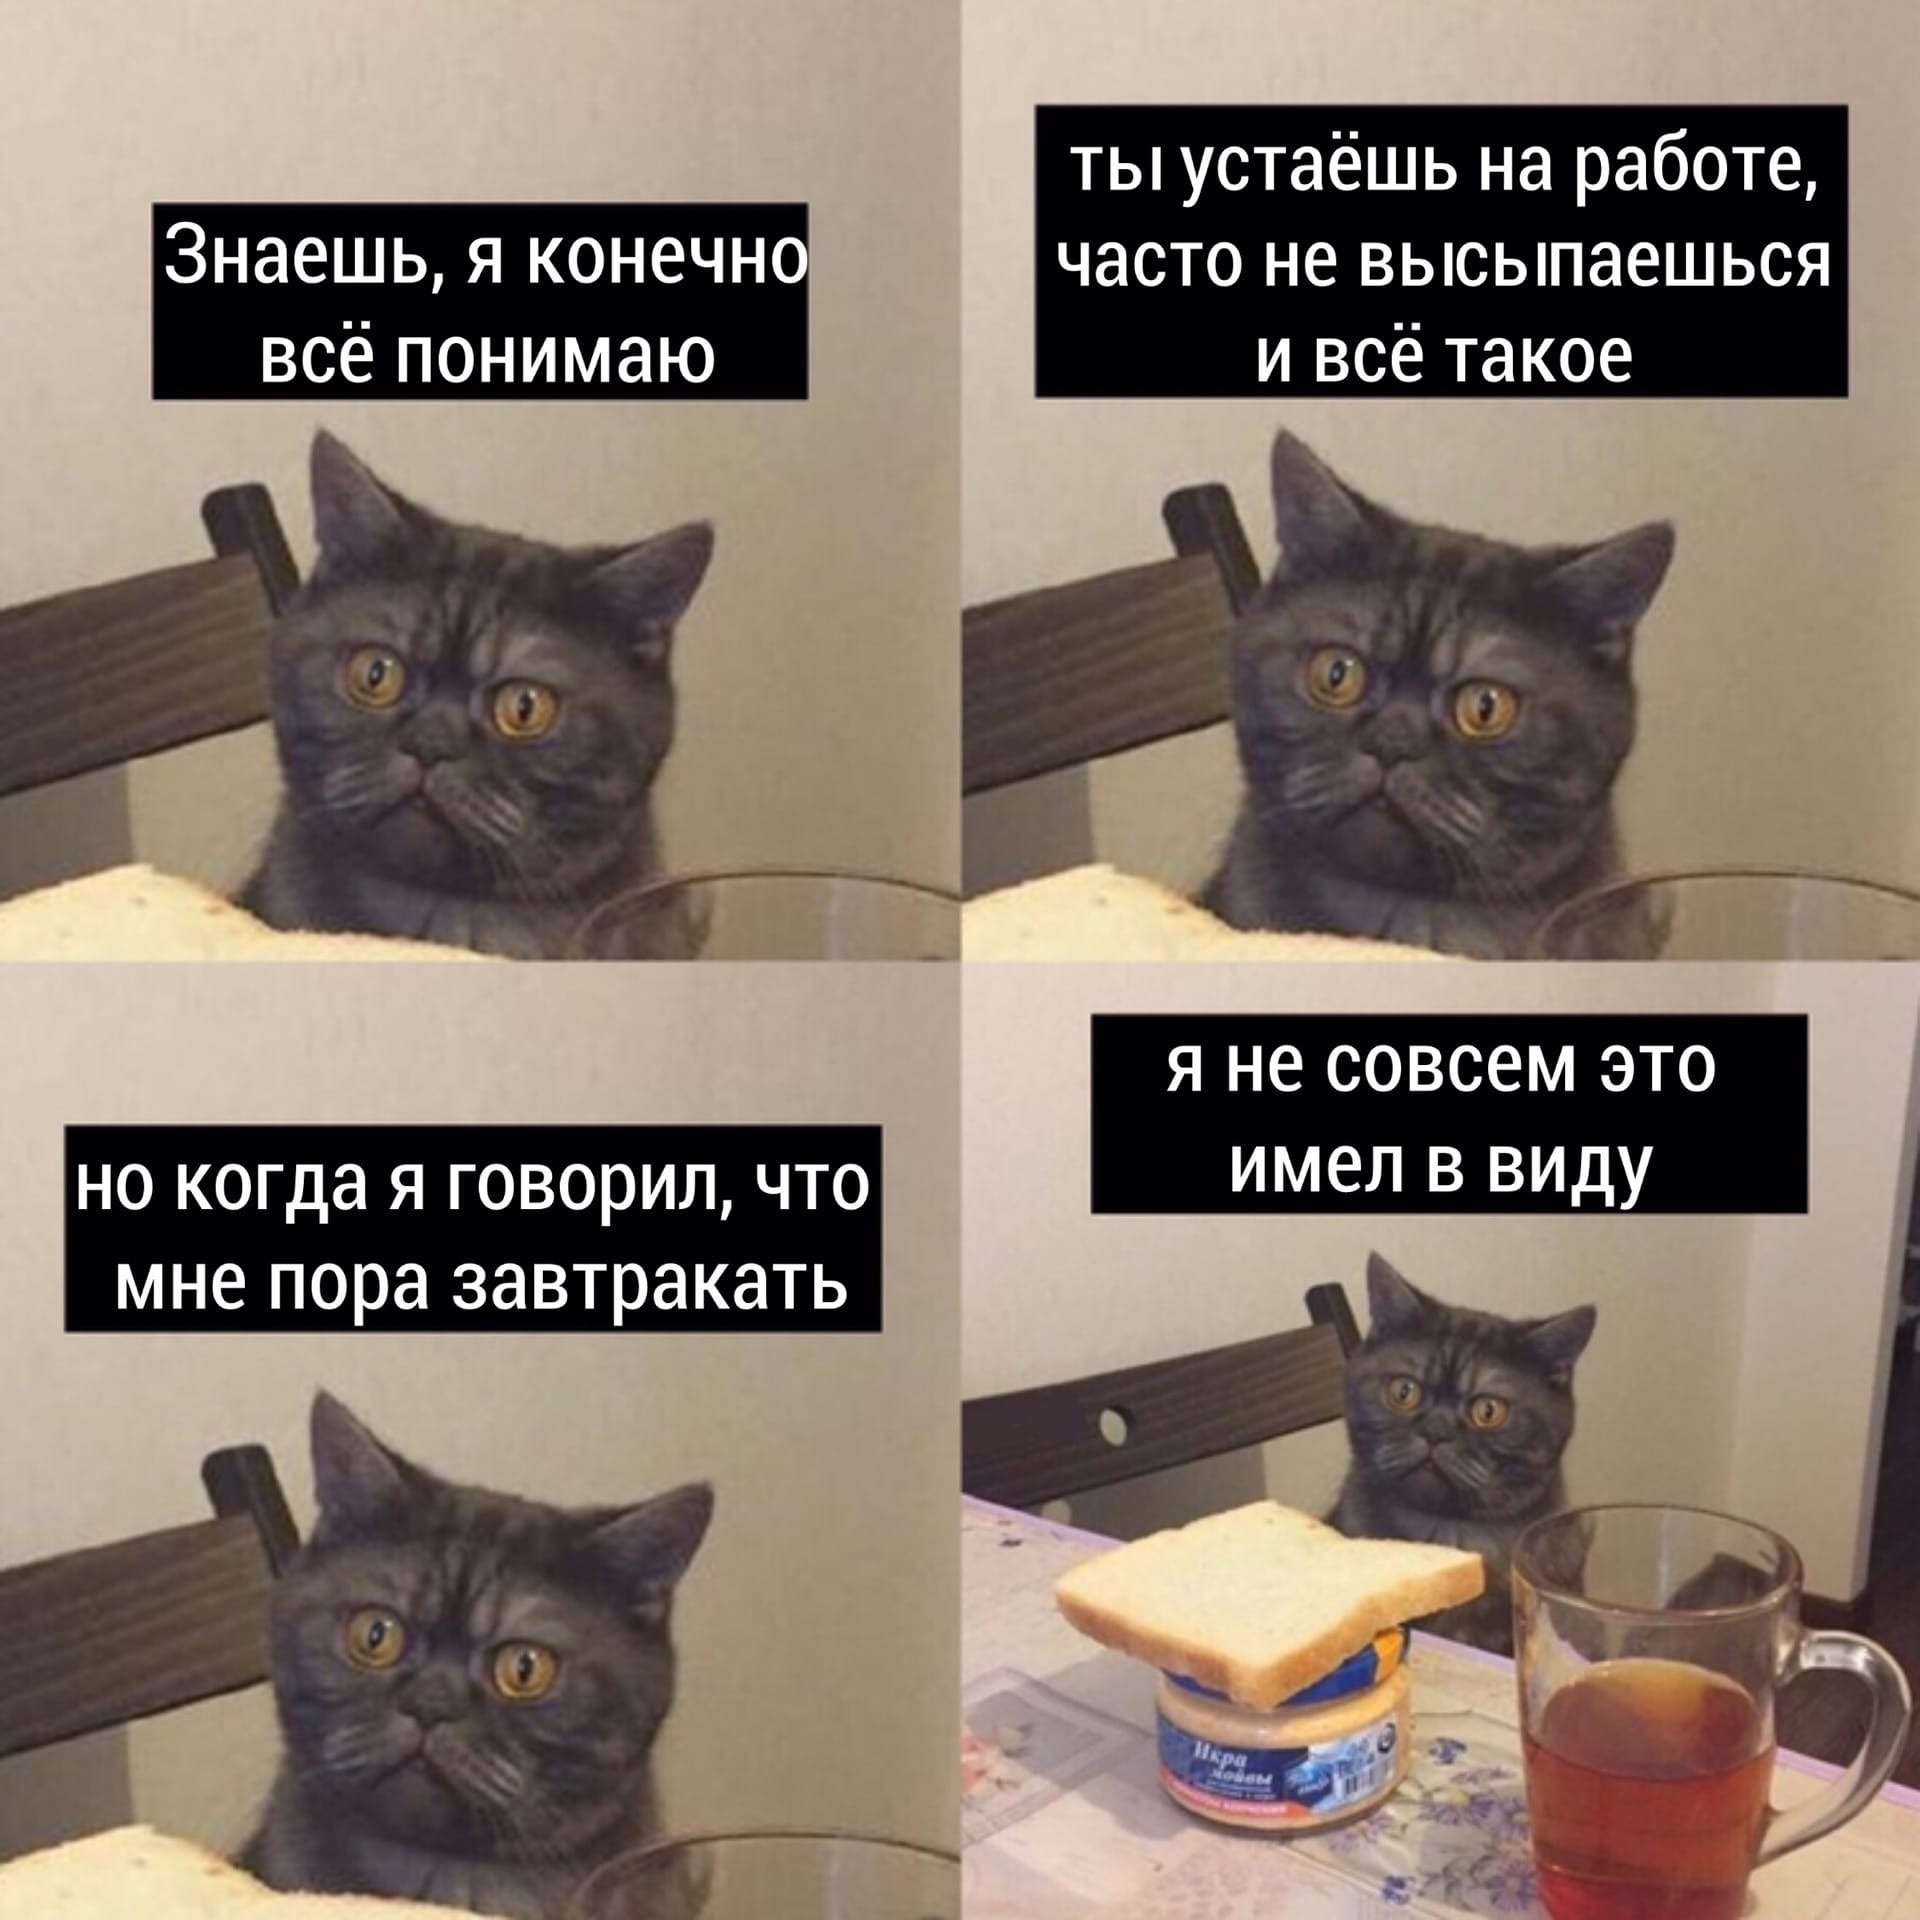 Знаешь, я конечно
всё понимаю
ты устаёшь на работе,
часто не высыпаешься
и всё такое
но когда я говорил, что
мне пора завтракать
я не совсем это
имел в виду
Икра
мойвы